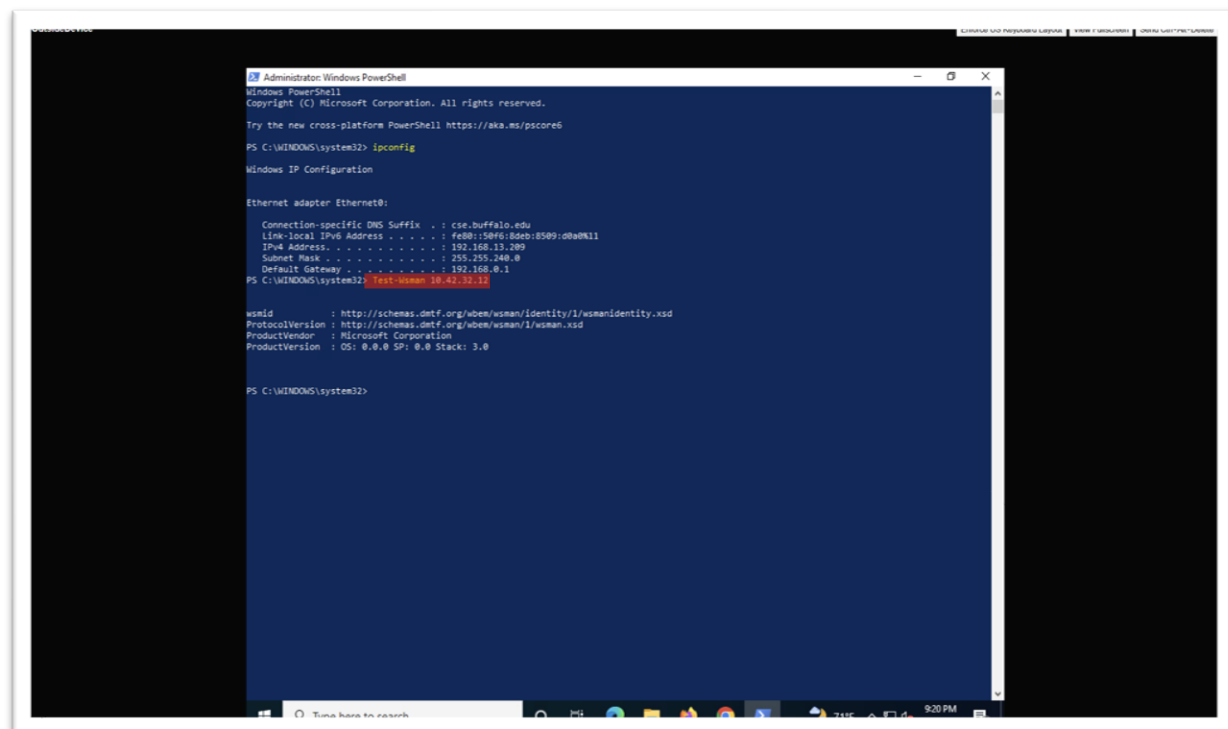 OutsideDevice
Enforce US Keyboard Layout View Fullscreen Send Ctrl-Alt-Delete
Administrator: Windows PowerShell
Windows PowerShell
Copyright (C) Microsoft Corporation. All rights reserved.
Try the new cross-platform PowerShell https://aka.ms/pscore6
PS C:\WINDOWS\system32> ipconfig
Windows IP Configuration
Ethernet adapter Ethernet0:
Connection-specific DNS Suffix . : cse.buffalo.edu
Link-local IPv6 Address . . . . . : fe80::50f6:8deb:8509:d0a0%11
IPv4 Address. . . . . . . . . . . : 192.168.13.209
Subnet Mask . . . . . . . . . . . : 255.255.240.0
Default Gateway . . . . . . . . . : 192.168.0.1
PS C:\WINDOWS\system32> Test-Wsman 10.42.32.12
wsmid : http://schemas.dmtf.org/wbem/wsman/identity/1/wsmanidentity.xsd
ProtocolVersion : http://schemas.dmtf.org/wbem/wsman/1/wsman.xsd
ProductVendor : Microsoft Corporation
ProductVersion : OS: 0.0.0 SP: 0.0 Stack: 3.0
PS C:\WINDOWS\system32>
Type here to search
71°F
9:20 PM